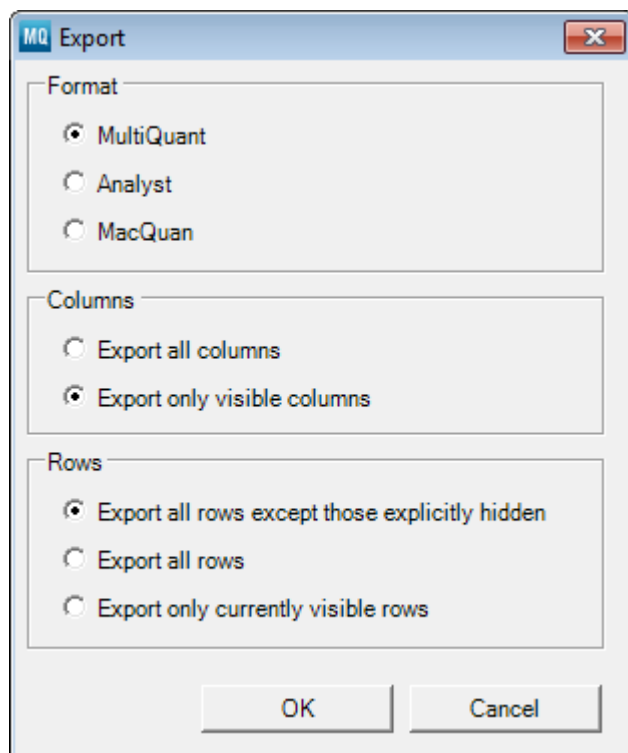 MQ Export
Format
MultiQuant
Analyst
MacQuan
Columns
Export all columns
Export only visible columns
Rows
Export all rows except those explicitly hidden
Export all rows
Export only currently visible rows
OK Cancel